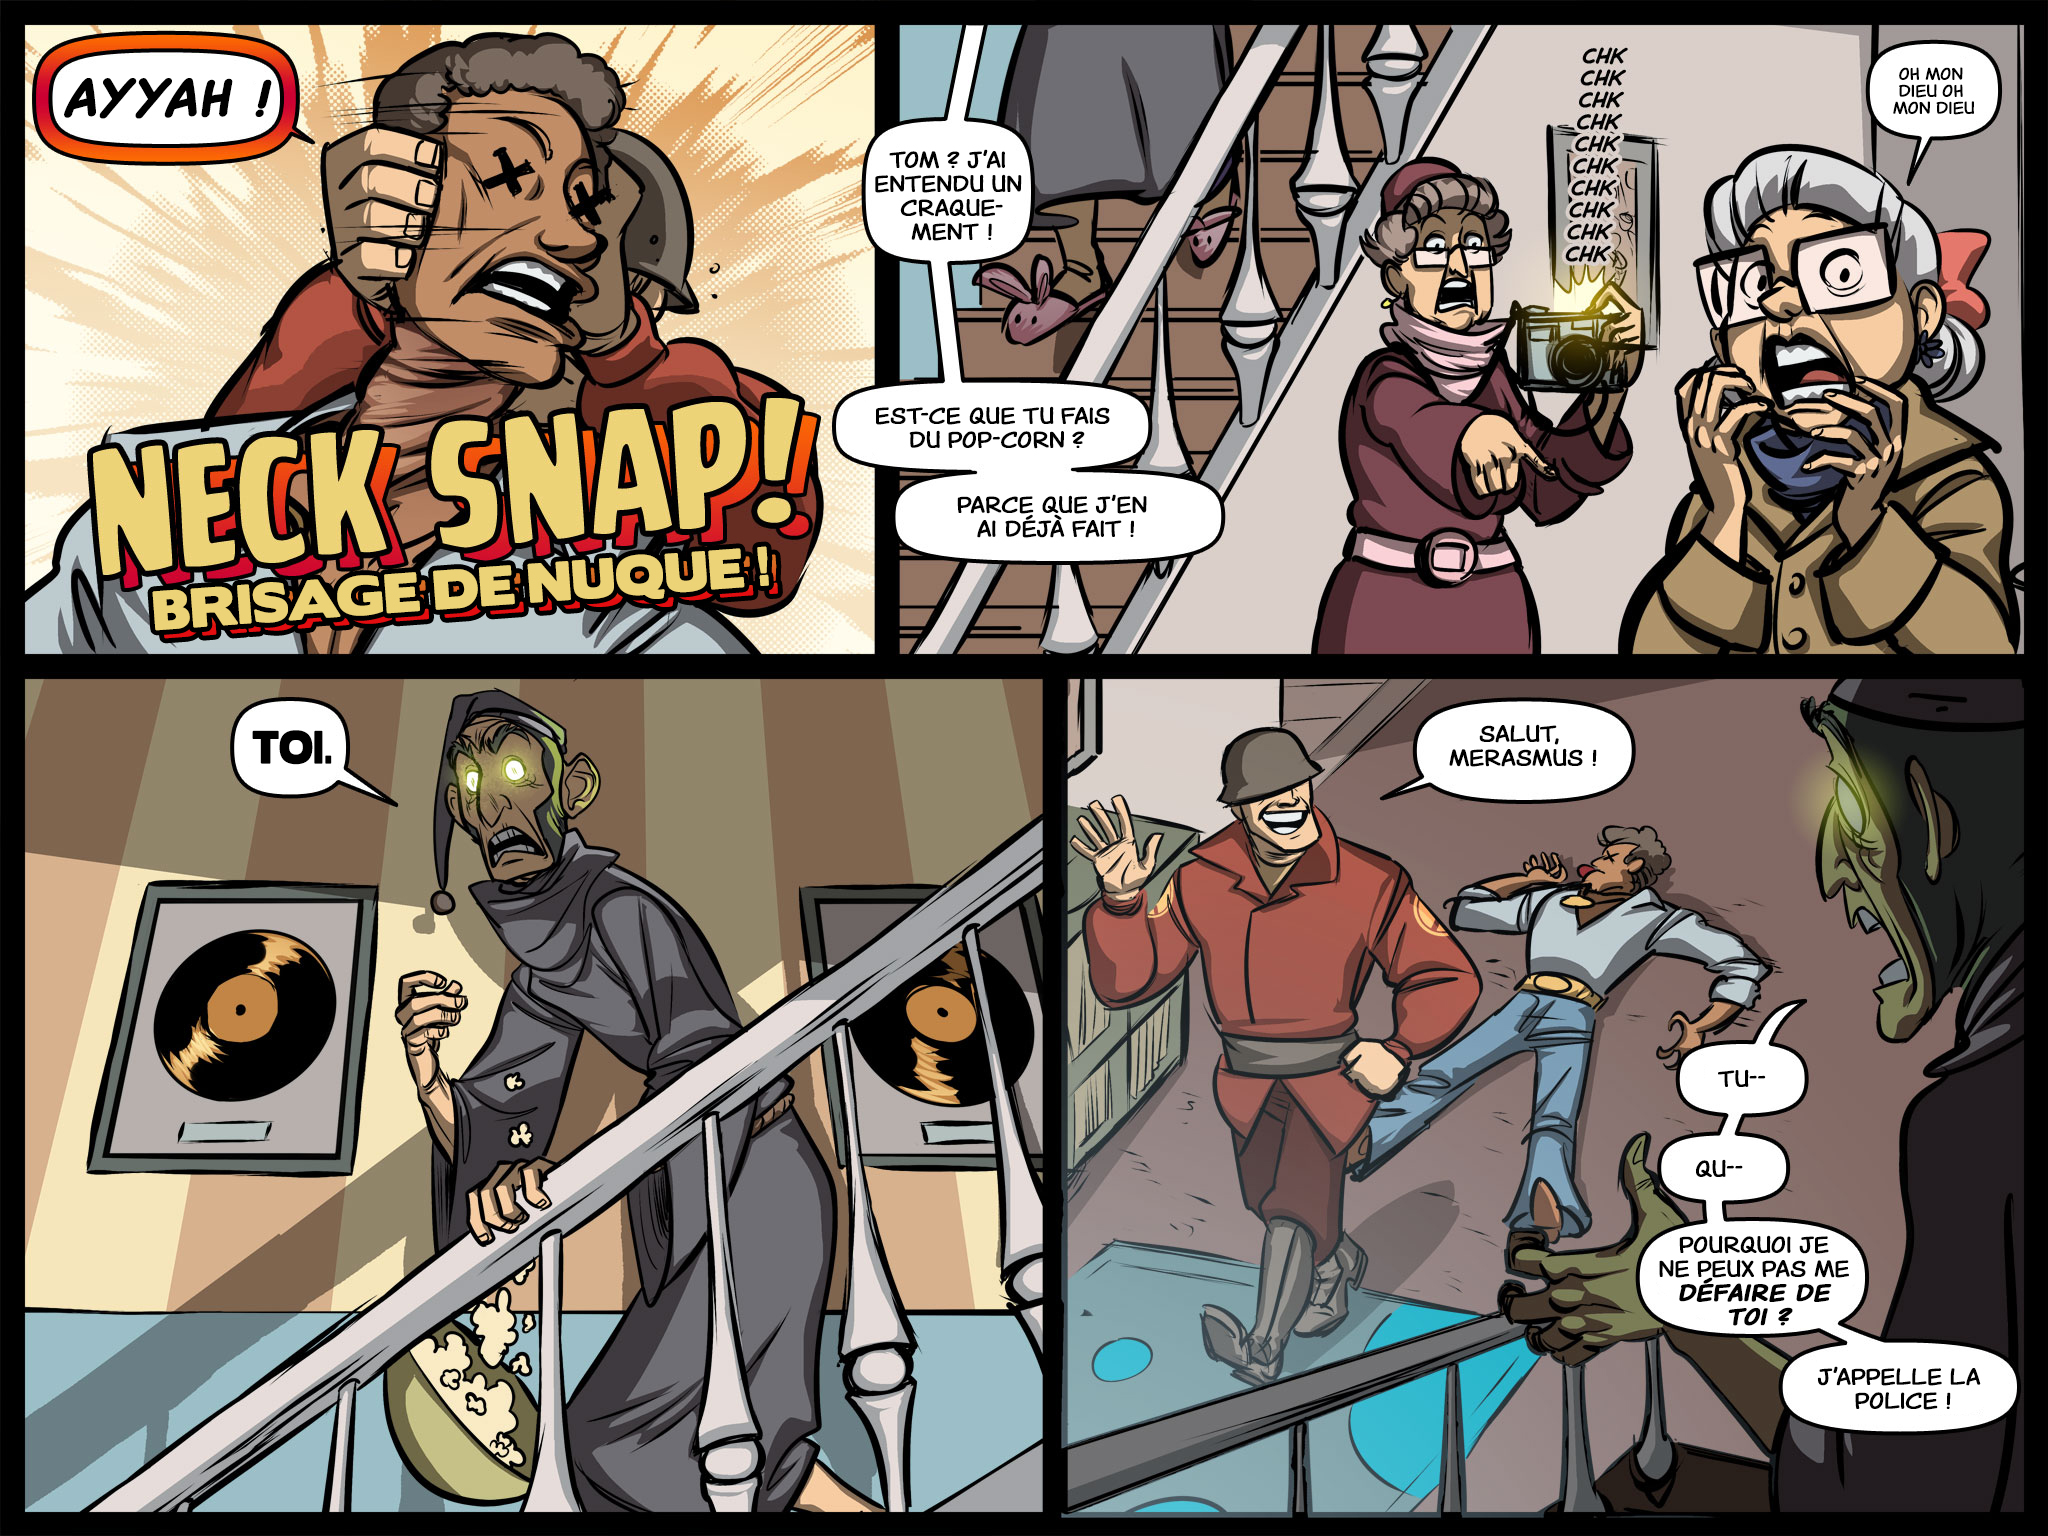 AYYAH !
NECK SNAP!
BRISAGE DE NUQUE !
TOM ? J'AI
ENTENDU UN
CRAQUE-
MENT !
EST-CE QUE TU FAIS
DU POP-CORN ?
PARCE QUE J'EN
AI DÉJÀ FAIT !
CHK
CHK
CHK
CHK
CHK
CHK
CHK
CHK
CHK
CHK
OH MON
DIEU OH
MON DIEU
TOI.
SALUT,
MERASMUS !
TU--
QU--
POURQUOI JE
NE PEUX PAS ME
DÉFAIRE DE
TOI ?
J'APPELLE LA
POLICE !